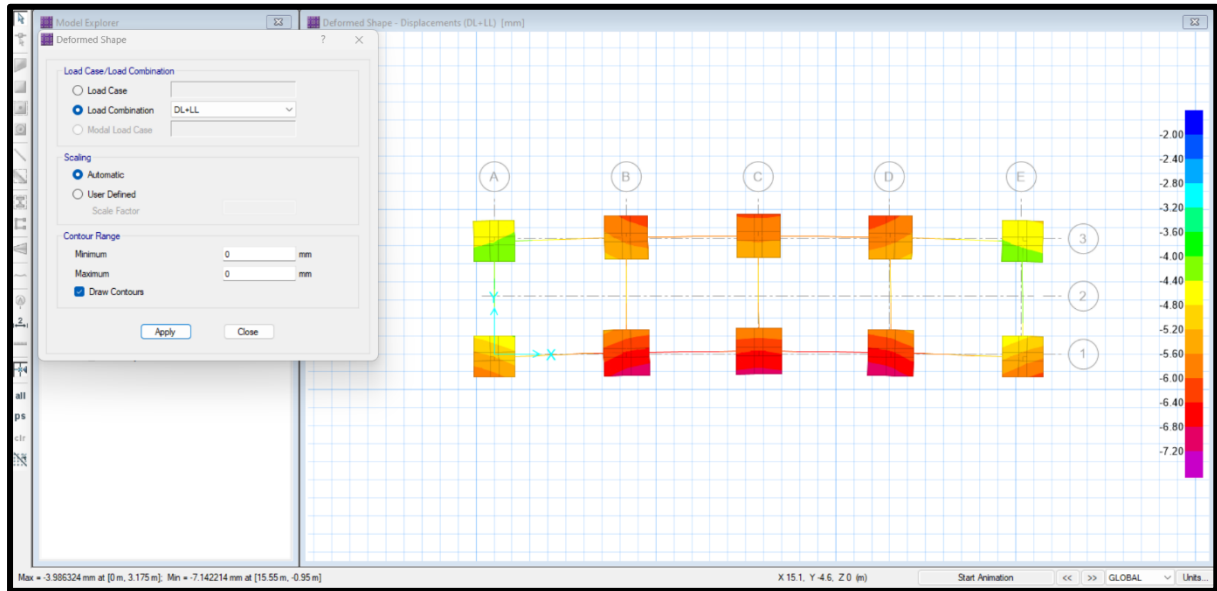 Model Explorer
Deformed Shape - Displacements (DL+LL) [mm]
Deformed Shape ? ×
Load Case/Load Combination
Load Case
Load Combination DL+LL
Modal Load Case
Scaling
Automatic
User Defined
Scale Factor
Contour Range
Minimum 0 mm
Maximum 0 mm
Draw Contours
Apply Close
all
ps
clr
A B C D E
3
2
1
Y
X
-2.00
-2.40
-2.80
-3.20
-3.60
-4.00
-4.40
-4.80
-5.20
-5.60
-6.00
-6.40
-6.80
-7.20
Max = -3.986324 mm at [0 m, 3.175 m]; Min = -7.142214 mm at [15.55 m, -0.95 m] X 15.1, Y -4.6, Z 0 (m) Start Animation << >> GLOBAL Units...